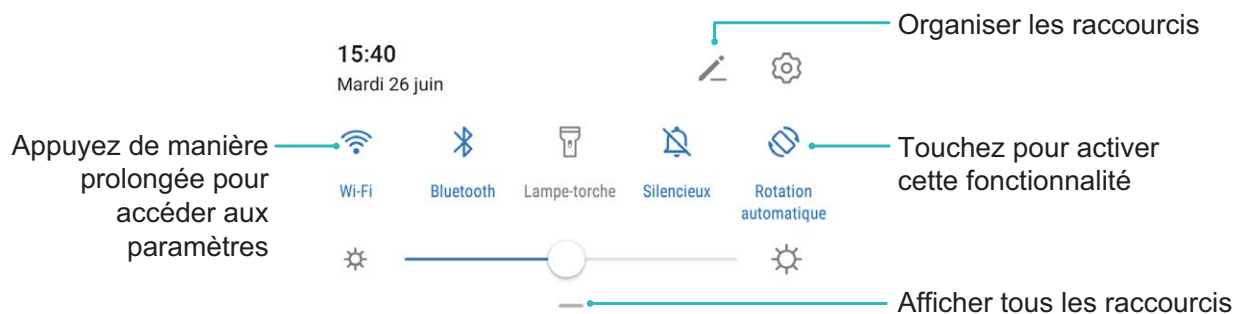 Organiser les raccourcis
15:40
Mardi 26 juin
Appuyez de manière
prolongée pour
accéder aux
paramètres
Wi-Fi
Bluetooth
Lampe-torche
Silencieux
Rotation
automatique
Touchez pour activer
cette fonctionnalité
Afficher tous les raccourcis